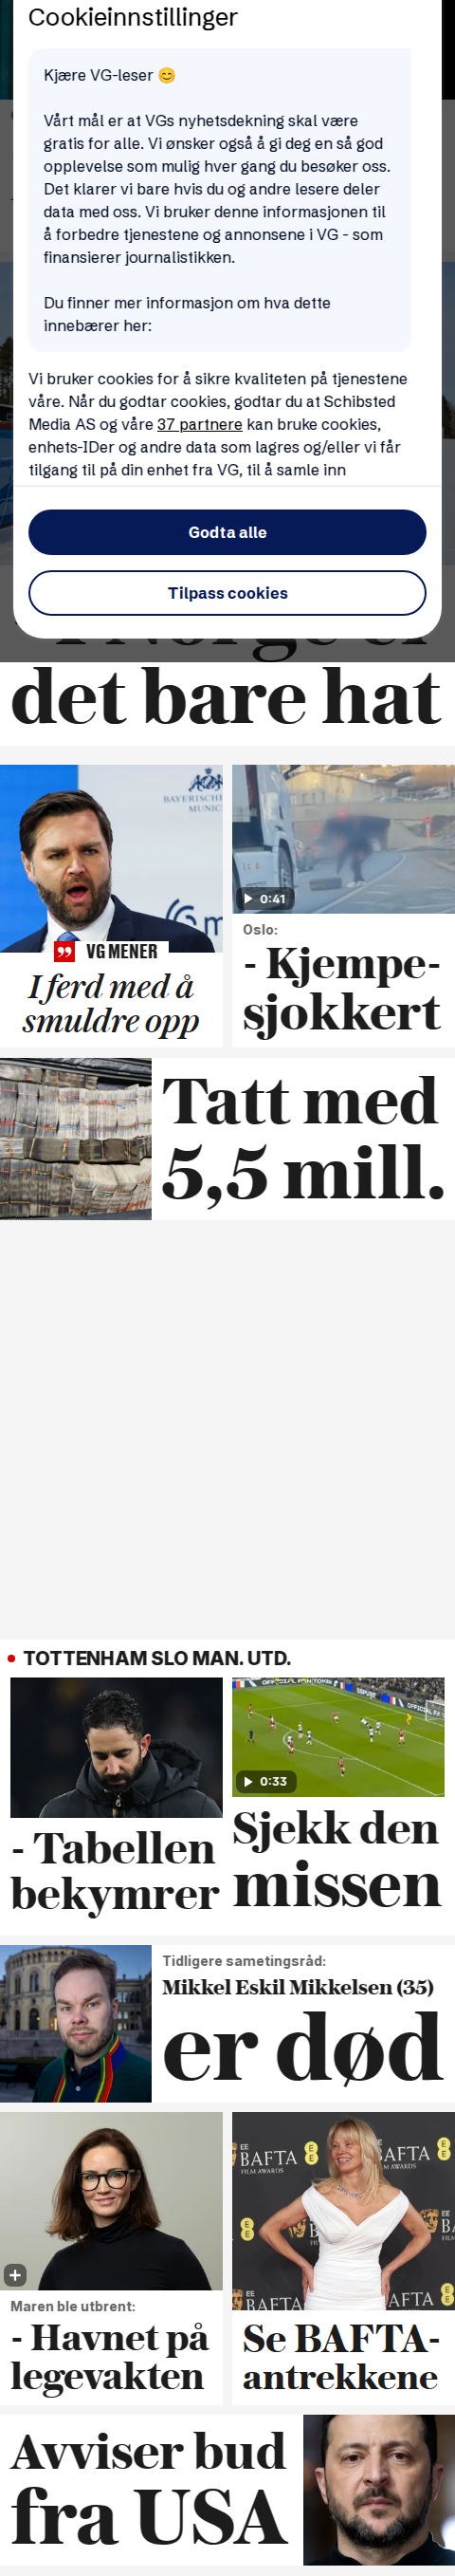 Cookieinnstillinger
Kjære VG-leser 😊
Vårt mål er at VGs nyhetsdekning skal være
gratis for alle. Vi ønsker også å gi deg en så god
opplevelse som mulig hver gang du besøker oss.
Det klarer vi bare hvis du og andre lesere deler
data med oss. Vi bruker denne informasjonen til
å forbedre tjenestene og annonsene i VG - som
finansierer journalistikken.
Du finner mer informasjon om hva dette
innebærer her:
Vi bruker cookies for å sikre kvaliteten på tjenestene
våre. Når du godtar cookies, godtar du at Schibsted
Media AS og våre 37 partnere kan bruke cookies,
enhets-IDer og andre data som lagres og/eller vi får
tilgang til på din enhet fra VG, til å samle inn
Godta alle
Tilpass cookies
det bare hat
BAYERISCHE
MUNIC
VG MENER
I ferd med å
smuldre opp
0:41
Oslo:
- Kjempe-
sjokkert
Tatt med
5,5 mill.
TOTTENHAM SLO MAN. UTD.
- Tabellen
bekymrer
0:33
Sjekk den
missen
Tidligere sametingsråd:
Mikkel Eskil Mikkelsen (35)
er død
Maren ble utbrent:
- Havnet på
legevakten
EE
BAFTA
FILM AWARDS
Se BAFTA-
antrekkene
Avviser bud
fra USA